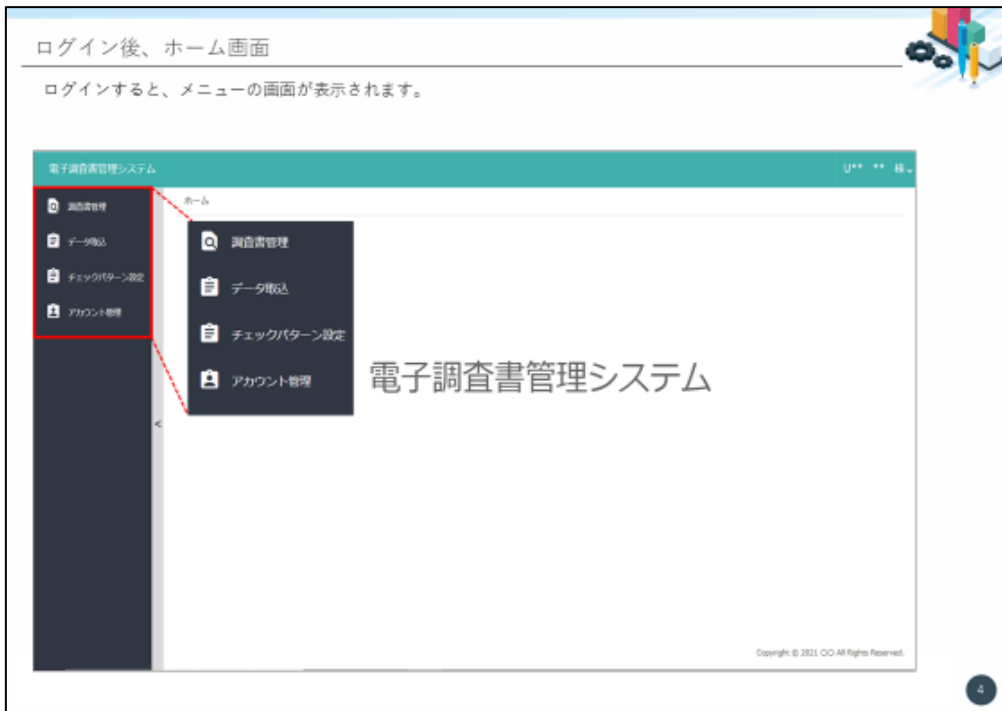 ログイン後、ホーム画面
ログインすると、メニューの画面が表示されます。
電子調査書管理システム
U** ** 様
調査書管理
データ取込
チェックパターン設定
アカウント管理
ホーム
調査書管理
データ取込
チェックパターン設定
アカウント管理
電子調査書管理システム
<
Copyright © 2021 〇〇 All Rights Reserved.
4